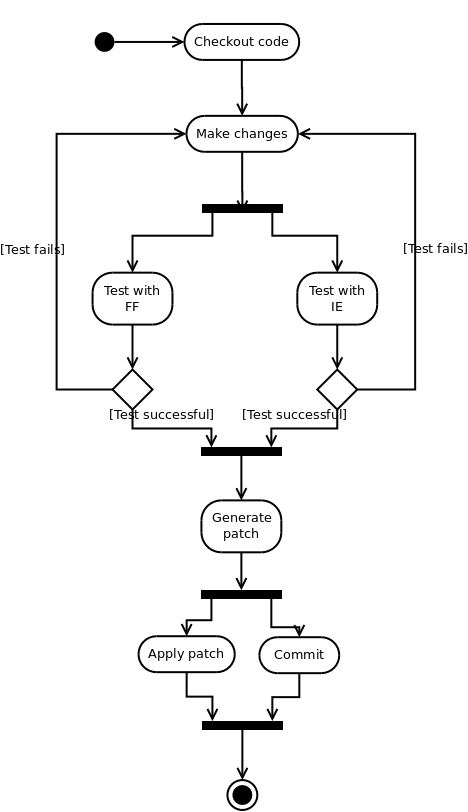 Checkout code
Make changes
[Test fails]
[Test fails]
Test with
FF
Test with
IE
[Test successful]
[Test successful]
Generate
patch
Apply patch
Commit